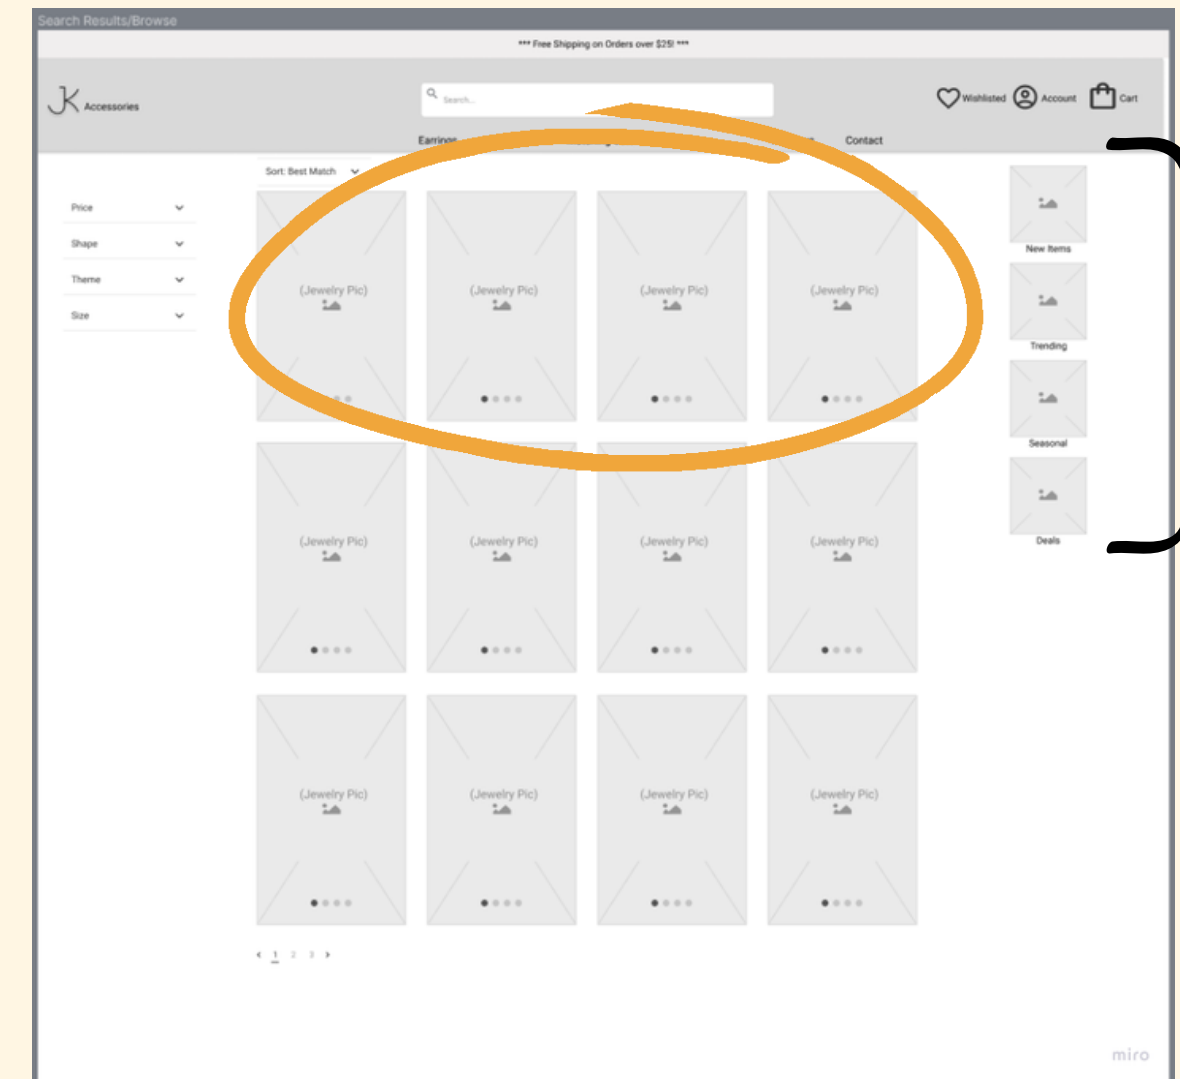 Search Results/Browse
*** Free Shipping on Orders over $25! ***
JK Accessories
Search...
Wishlisted Account Cart
Earrings
Contact
Sort: Best Match
Price
Shape
Theme
Size
(Jewelry Pic) (Jewelry Pic) (Jewelry Pic) (Jewelry Pic)
New Items
Trending
Seasonal
Deals
(Jewelry Pic) (Jewelry Pic) (Jewelry Pic) (Jewelry Pic)
(Jewelry Pic) (Jewelry Pic) (Jewelry Pic) (Jewelry Pic)
< 1 2 3 >
miro